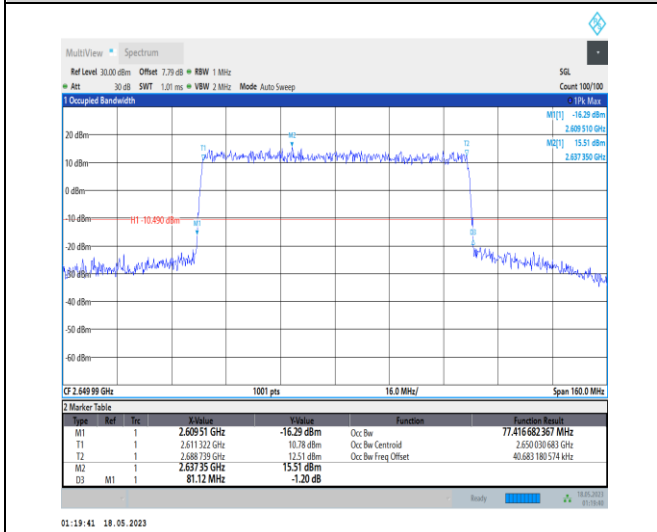 MultiView Spectrum
Ref Level 30.00 dBm Offset 7.79 dB RBW 1 MHz SGL
Att 30 dB SWT 1.01 ms VBW 2 MHz Mode Auto Sweep Count 100/100
1 Occupied Bandwidth 1Pk Max
M1[1] -16.29 dBm
2.609 510 GHz
20 dBm
M2
M2[1] 15.51 dBm
T1
T2
2.637 350 GHz
10 dBm
0 dBm
-10 dBm
H1 -10.490 dBm
M1
D3
-20 dBm
-30 dBm
-40 dBm
-50 dBm
-60 dBm
CF 2.649 99 GHz 1001 pts 16.0 MHz/ Span 160.0 MHz
2 Marker Table
Type Ref Trc X-Value Y-Value Function Function Result
M1 1 2.609 51 GHz -16.29 dBm Occ Bw 77.416 682 367 MHz
T1 1 2.611 322 GHz 10.78 dBm Occ Bw Centroid 2.650 030 683 GHz
T2 1 2.688 739 GHz 12.51 dBm Occ Bw Freq Offset 40.683 180 574 kHz
M2 1 2.637 35 GHz 15.51 dBm
D3 M1 1 81.12 MHz -1.20 dB
Ready 18.05.2023
01:19:40
01:19:41 18.05.2023